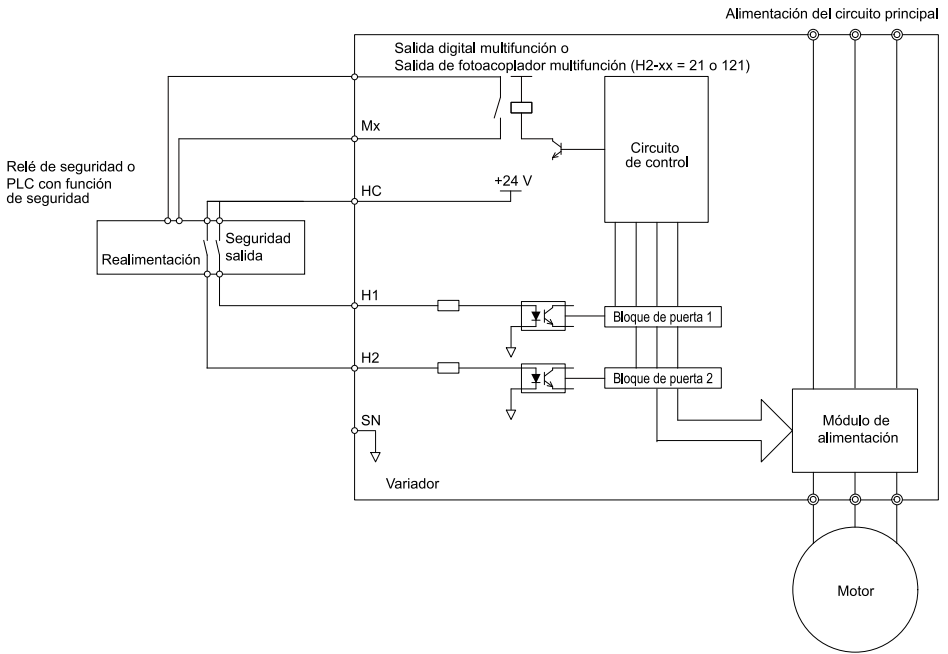 Alimentación del circuito principal
Salida digital multifunción o
Salida de fotoacoplador multifunción (H2-xx = 21 o 121)
Mx
Circuito
de control
Relé de seguridad o
PLC con función
de seguridad
+24 V
HC
Seguridad
salida
Realimentación
H1
Bloque de puerta 1
H2
Bloque de puerta 2
SN
Módulo de
alimentación
Variador
Motor